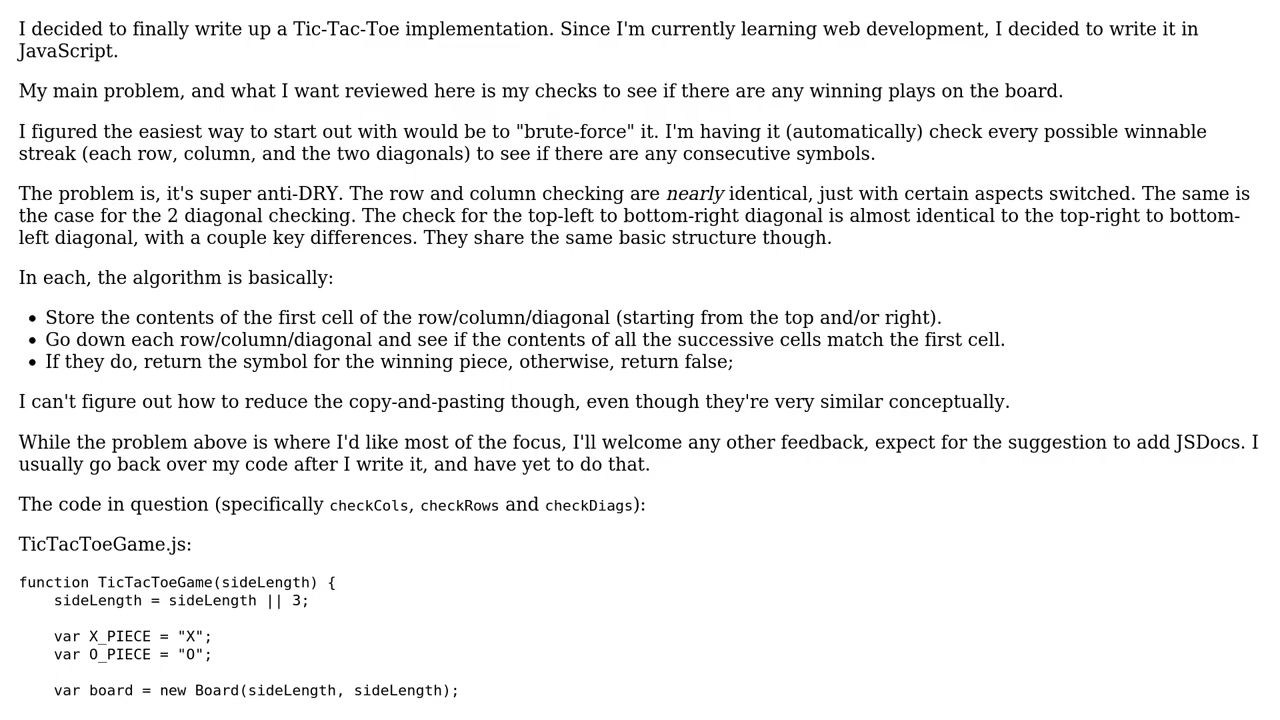 I decided to finally write up a Tic-Tac-Toe implementation. Since I'm currently learning web development, I decided to write it in
JavaScript.
My main problem, and what I want reviewed here is my checks to see if there are any winning plays on the board.
I figured the easiest way to start out with would be to "brute-force" it. I'm having it (automatically) check every possible winnable
streak (each row, column, and the two diagonals) to see if there are any consecutive symbols.
The problem is, it's super anti-DRY. The row and column checking are nearly identical, just with certain aspects switched. The same is
the case for the 2 diagonal checking. The check for the top-left to bottom-right diagonal is almost identical to the top-right to bottom-
left diagonal, with a couple key differences. They share the same basic structure though.
In each, the algorithm is basically:
• Store the contents of the first cell of the row/column/diagonal (starting from the top and/or right).
• Go down each row/column/diagonal and see if the contents of all the successive cells match the first cell.
• If they do, return the symbol for the winning piece, otherwise, return false;
I can't figure out how to reduce the copy-and-pasting though, even though they're very similar conceptually.
While the problem above is where I'd like most of the focus, I'll welcome any other feedback, expect for the suggestion to add JSDocs. I
usually go back over my code after I write it, and have yet to do that.
The code in question (specifically checkCols, checkRows and checkDiags):
TicTacToeGame.js:
function TicTacToeGame(sideLength) {
    sideLength = sideLength || 3;
    var X_PIECE = "X";
    var O_PIECE = "O";
    var board = new Board(sideLength, sideLength);